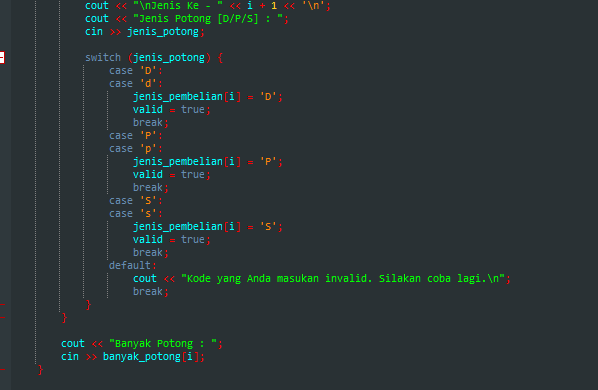 cout << "\nJenis Ke - " << i + 1 << '\n';
cout << "Jenis Potong [D/P/S] : ";
cin >> jenis_potong;
switch (jenis_potong) {
case 'D':
case 'd':
jenis_pembelian[i] = 'D';
valid = true;
break;
case 'P':
case 'p':
jenis_pembelian[i] = 'P';
valid = true;
break;
case 'S':
case 's':
jenis_pembelian[i] = 'S';
valid = true;
break;
default:
cout << "Kode yang Anda masukan invalid. Silakan coba lagi.\n";
break;
}
}
cout << "Banyak Potong : ";
cin >> banyak_potong[i];
}